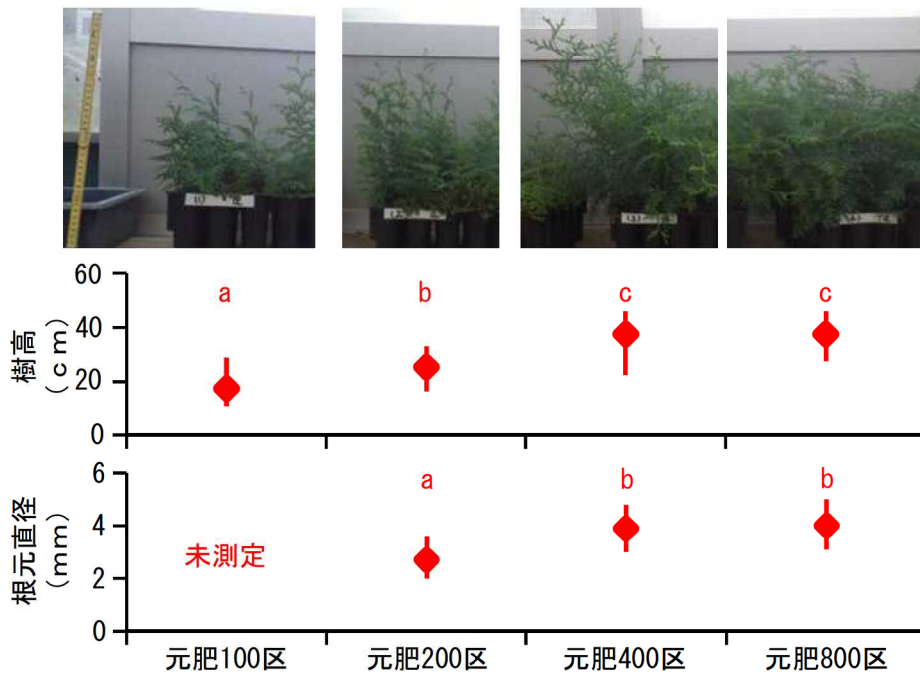 60
40
20
0
樹高
(cm)
a
b
c
c
6
4
2
0
根元直径
(mm)
未測定
a
b
b
元肥100区
元肥200区
元肥400区
元肥800区